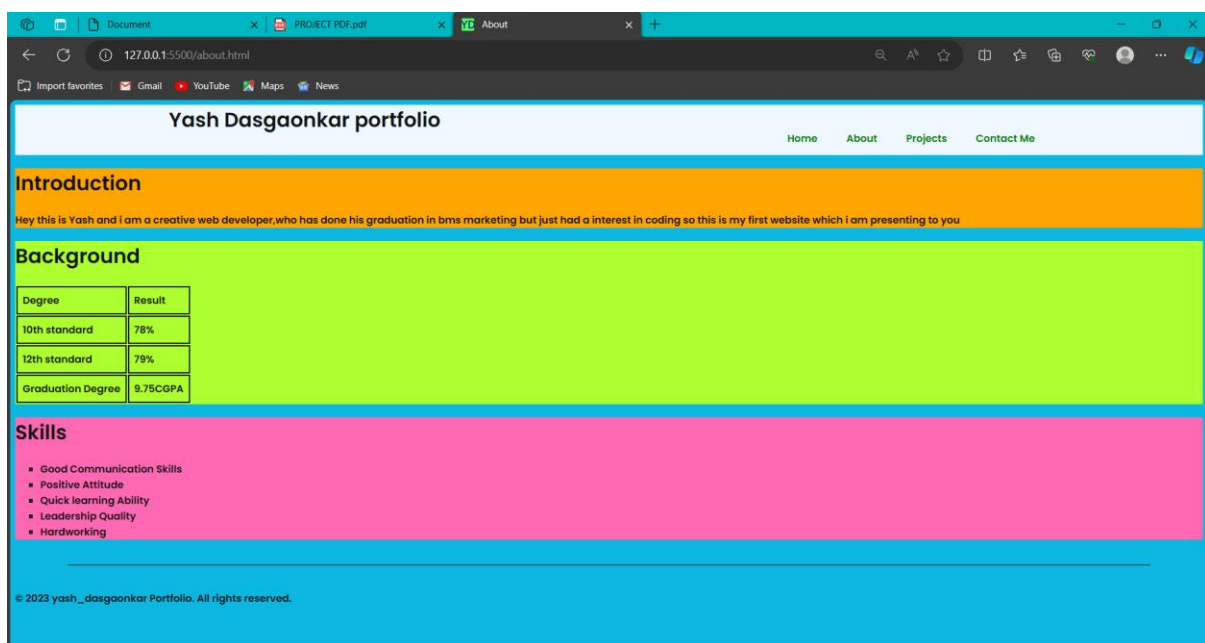 Document
PROJECT PDF.pdf
YD About
127.0.0.1:5500/about.html
Import favorites Gmail YouTube Maps News
Yash Dasgaonkar portfolio
Home About Projects Contact Me
Introduction
Hey this is Yash and i am a creative web developer,who has done his graduation in bms marketing but just had a interest in coding so this is my first website which i am presenting to you
Background
Degree Result
10th standard 78%
12th standard 79%
Graduation Degree 9.75CGPA
Skills
Good Communication Skills
Positive Attitude
Quick learning Ability
Leadership Quality
Hardworking
© 2023 yash_dasgaonkar Portfolio. All rights reserved.